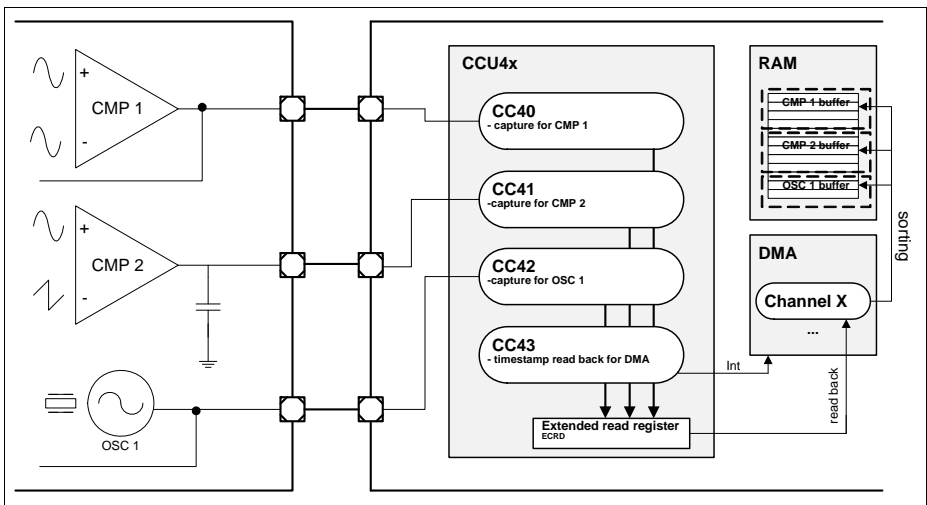 +
CMP 1
-
+
CMP 2
-
OSC 1
CCU4x
CC40
- capture for CMP 1
CC41
-capture for CMP 2
CC42
-capture for OSC 1
CC43
- timestamp read back for DMA
Extended read register
ECRD
Int
read back
RAM
CMP 1 buffer
CMP 2 buffer
OSC 1 buffer
sorting
DMA
Channel X
...